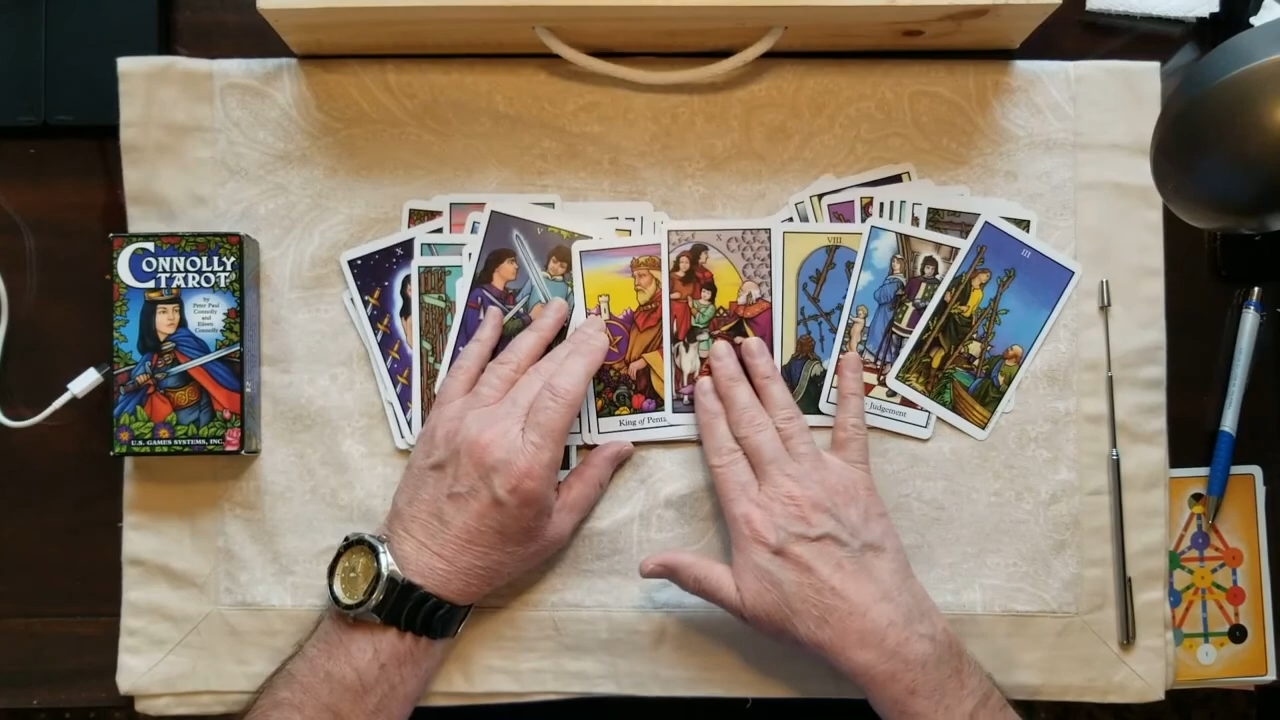 CONNOLLY
TAROT
by
Peter Paul
Connolly
and
Eileen
Connolly
U.S. GAMES SYSTEMS, INC.
X
V
King of Penta
X
VIII
Judgement
III